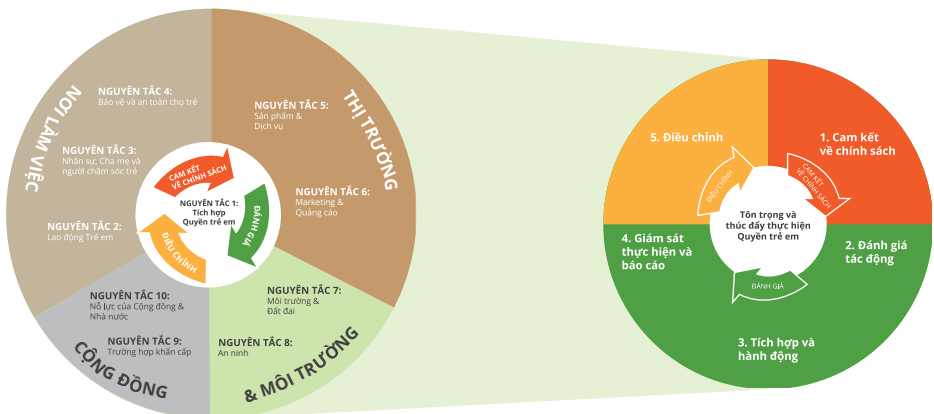 NƠI LÀM VIỆC
NGUYÊN TẮC 4:
Bảo vệ và an toàn cho trẻ
NGUYÊN TẮC 3:
Nhân sự, Cha mẹ và
người chăm sóc trẻ
NGUYÊN TẮC 2:
Lao động Trẻ em
THỊ TRƯỜNG
NGUYÊN TẮC 5:
Sản phẩm &
Dịch vụ
NGUYÊN TẮC 6:
Marketing &
Quảng cáo
CAM KẾT
VỀ CHÍNH SÁCH
NGUYÊN TẮC 1:
Tích hợp
Quyền trẻ em
ĐÁNH GIÁ
ĐIỀU CHỈNH
NGUYÊN TẮC 10:
Nỗ lực của Cộng đồng &
Nhà nước
NGUYÊN TẮC 9:
Trường hợp khẩn cấp
CỘNG ĐỒNG
NGUYÊN TẮC 7:
Môi trường &
Đất đai
NGUYÊN TẮC 8:
An ninh
& MÔI TRƯỜNG
5. Điều chỉnh
1. Cam kết
về chính sách
ĐIỀU CHỈNH
CAM KẾT
VỀ CHÍNH SÁCH
Tôn trọng và
thúc đẩy thực hiện
Quyền trẻ em
4. Giám sát
thực hiện và
báo cáo
2. Đánh giá
tác động
ĐÁNH GIÁ
3. Tích hợp và
hành động